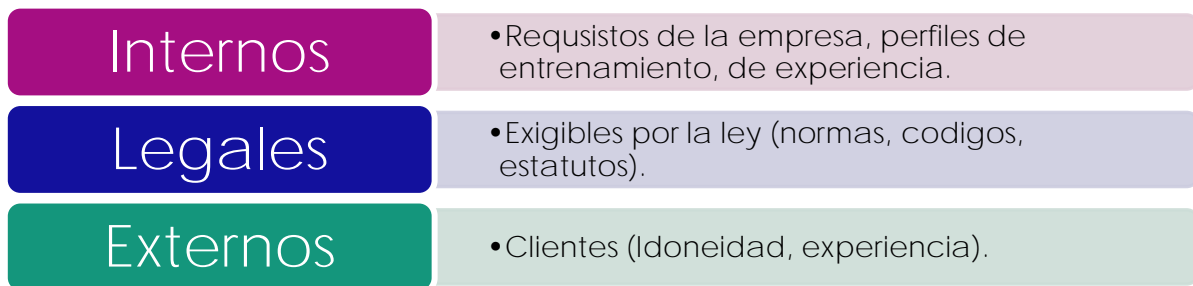 Internos
•Requsistos de la empresa, perfiles de
entrenamiento, de experiencia.
Legales
•Exigibles por la ley (normas, codigos,
estatutos).
Externos
•Clientes (Idoneidad, experiencia).